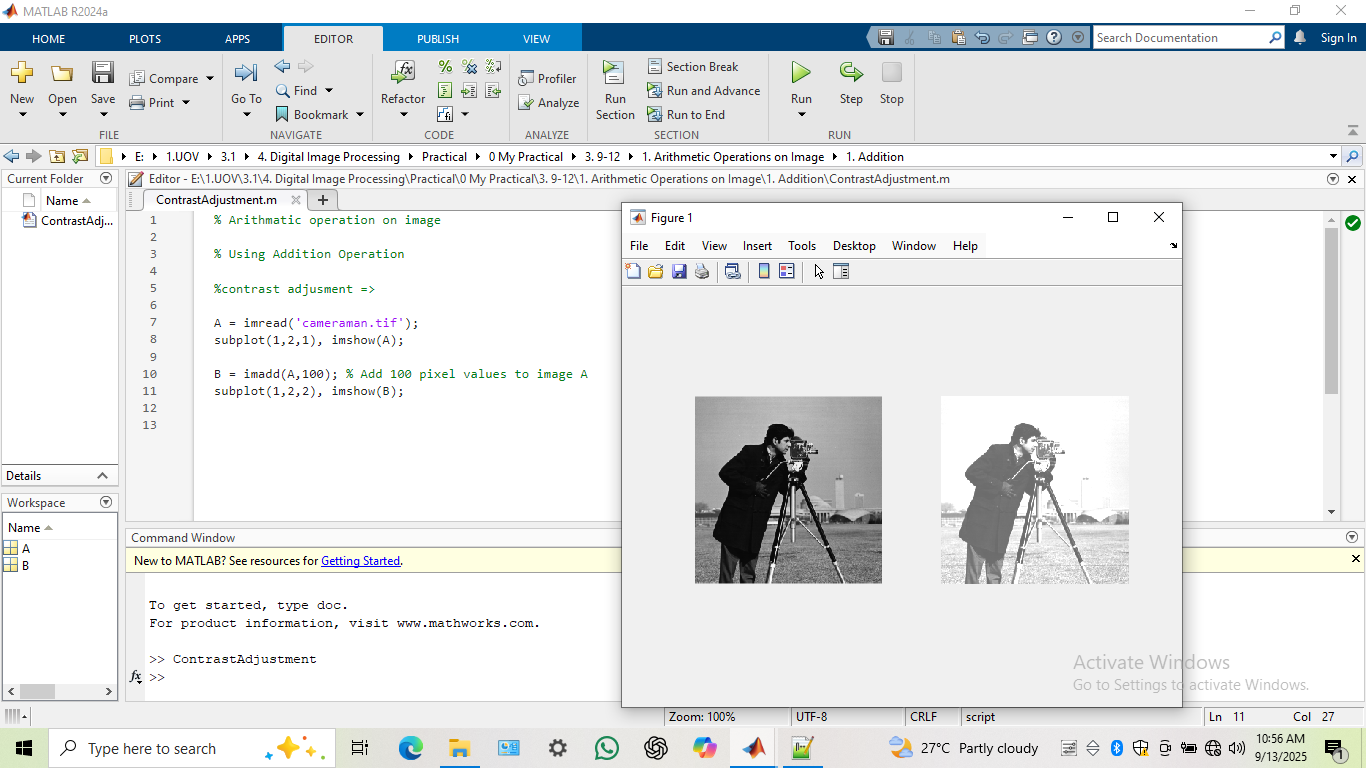 MATLAB R2024a
HOME PLOTS APPS EDITOR PUBLISH VIEW Search Documentation Sign In
New Open Save Compare Print Go To Find Bookmark Refactor Profiler Analyze Run Section Section Break Run and Advance Run to End Run Step Stop
FILE NAVIGATE CODE ANALYZE SECTION RUN
E: 1.UOV 3.1 4. Digital Image Processing Practical 0 My Practical 3. 9-12 1. Arithmetic Operations on Image 1. Addition
Current Folder
Name
ContrastAdj...
Details
Workspace
Name
A
B
Editor - E:\1.UOV\3.1\4. Digital Image Processing\Practical\0 My Practical\3. 9-12\1. Arithmetic Operations on Image\1. Addition\ContrastAdjustment.m
ContrastAdjustment.m
1 % Arithmatic operation on image
2
3 % Using Addition Operation
4
5 %contrast adjusment =>
6
7 A = imread('cameraman.tif');
8 subplot(1,2,1), imshow(A);
9
10 B = imadd(A,100); % Add 100 pixel values to image A
11 subplot(1,2,2), imshow(B);
12
13
Figure 1
File Edit View Insert Tools Desktop Window Help
Command Window
New to MATLAB? See resources for Getting Started.
To get started, type doc.
For product information, visit www.mathworks.com.
>> ContrastAdjustment
fx >>
Activate Windows
Go to Settings to activate Windows.
Zoom: 100% UTF-8 CRLF script Ln 11 Col 27
Type here to search 27°C Partly cloudy 10:56 AM
9/13/2025
1